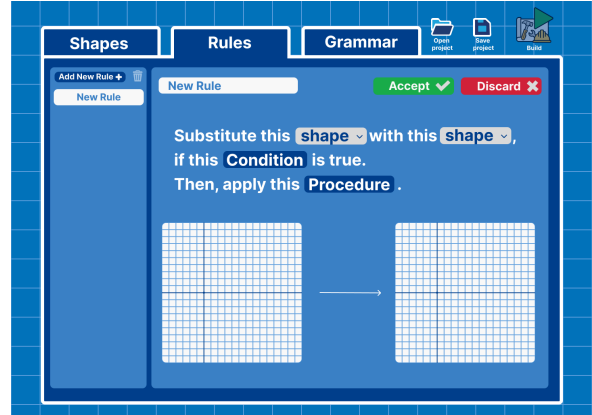 Shapes
Rules
Grammar
Open
project
Save
project
Build
Add New Rule +
New Rule
New Rule
Accept
Discard
Substitute this shape with this shape ,
if this Condition is true.
Then, apply this Procedure .